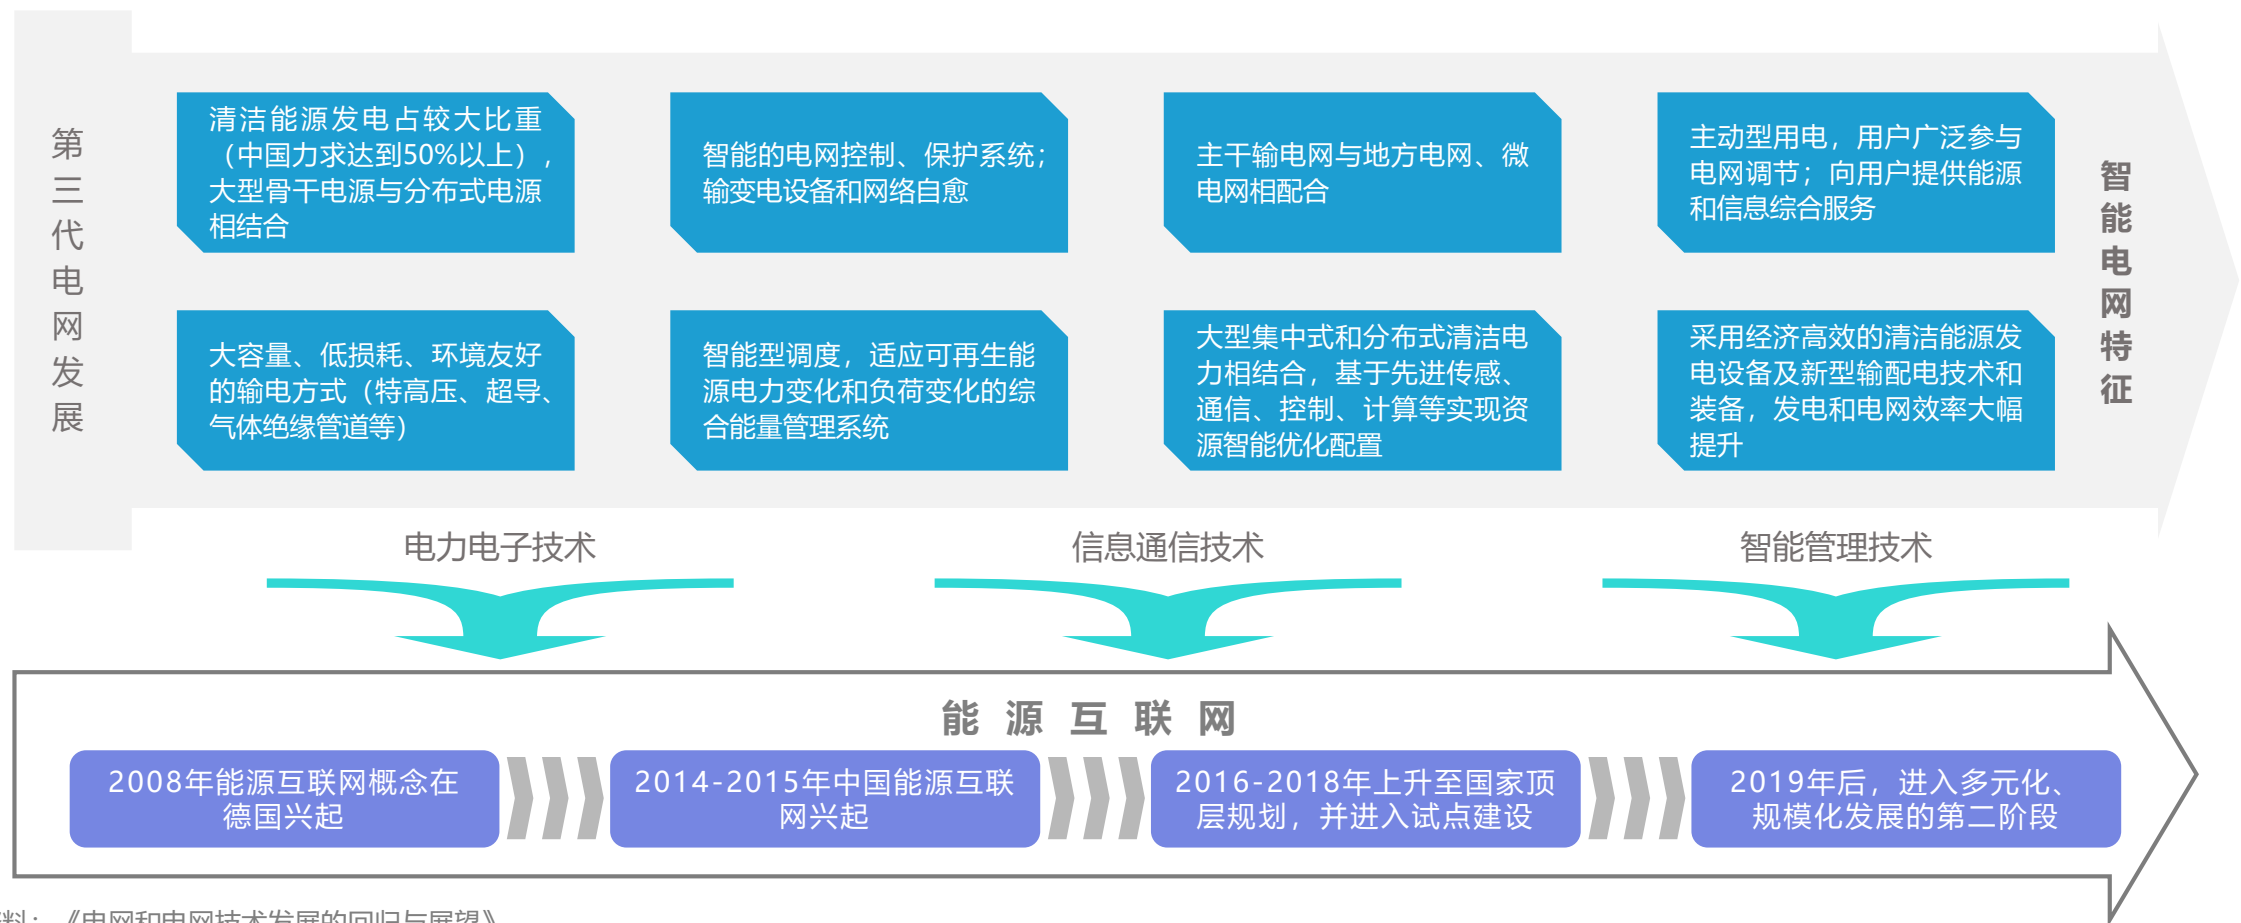 第三代电网发展
清洁能源发电占较大比重
（中国力求达到50%以上），
大型骨干电源与分布式电源
相结合
智能的电网控制、保护系统；
输变电设备和网络自愈
主干输电网与地方电网、微
电网相配合
主动型用电，用户广泛参与
电网调节；向用户提供能源
和信息综合服务
大容量、低损耗、环境友好
的输电方式（特高压、超导、
气体绝缘管道等）
智能型调度，适应可再生能
源电力变化和负荷变化的综
合能量管理系统
大型集中式和分布式清洁电
力相结合，基于先进传感、
通信、控制、计算等实现资
源智能优化配置
采用经济高效的清洁能源发
电设备及新型输配电技术和
装备，发电和电网效率大幅
提升
智能电网特征
电力电子技术
信息通信技术
智能管理技术
能源互联网
2008年能源互联网概念在
德国兴起
2014-2015年中国能源互联
网兴起
2016-2018年上升至国家顶
层规划，并进入试点建设
2019年后，进入多元化、
规模化发展的第二阶段
料：《电网和电网技术发展的回归与展望》